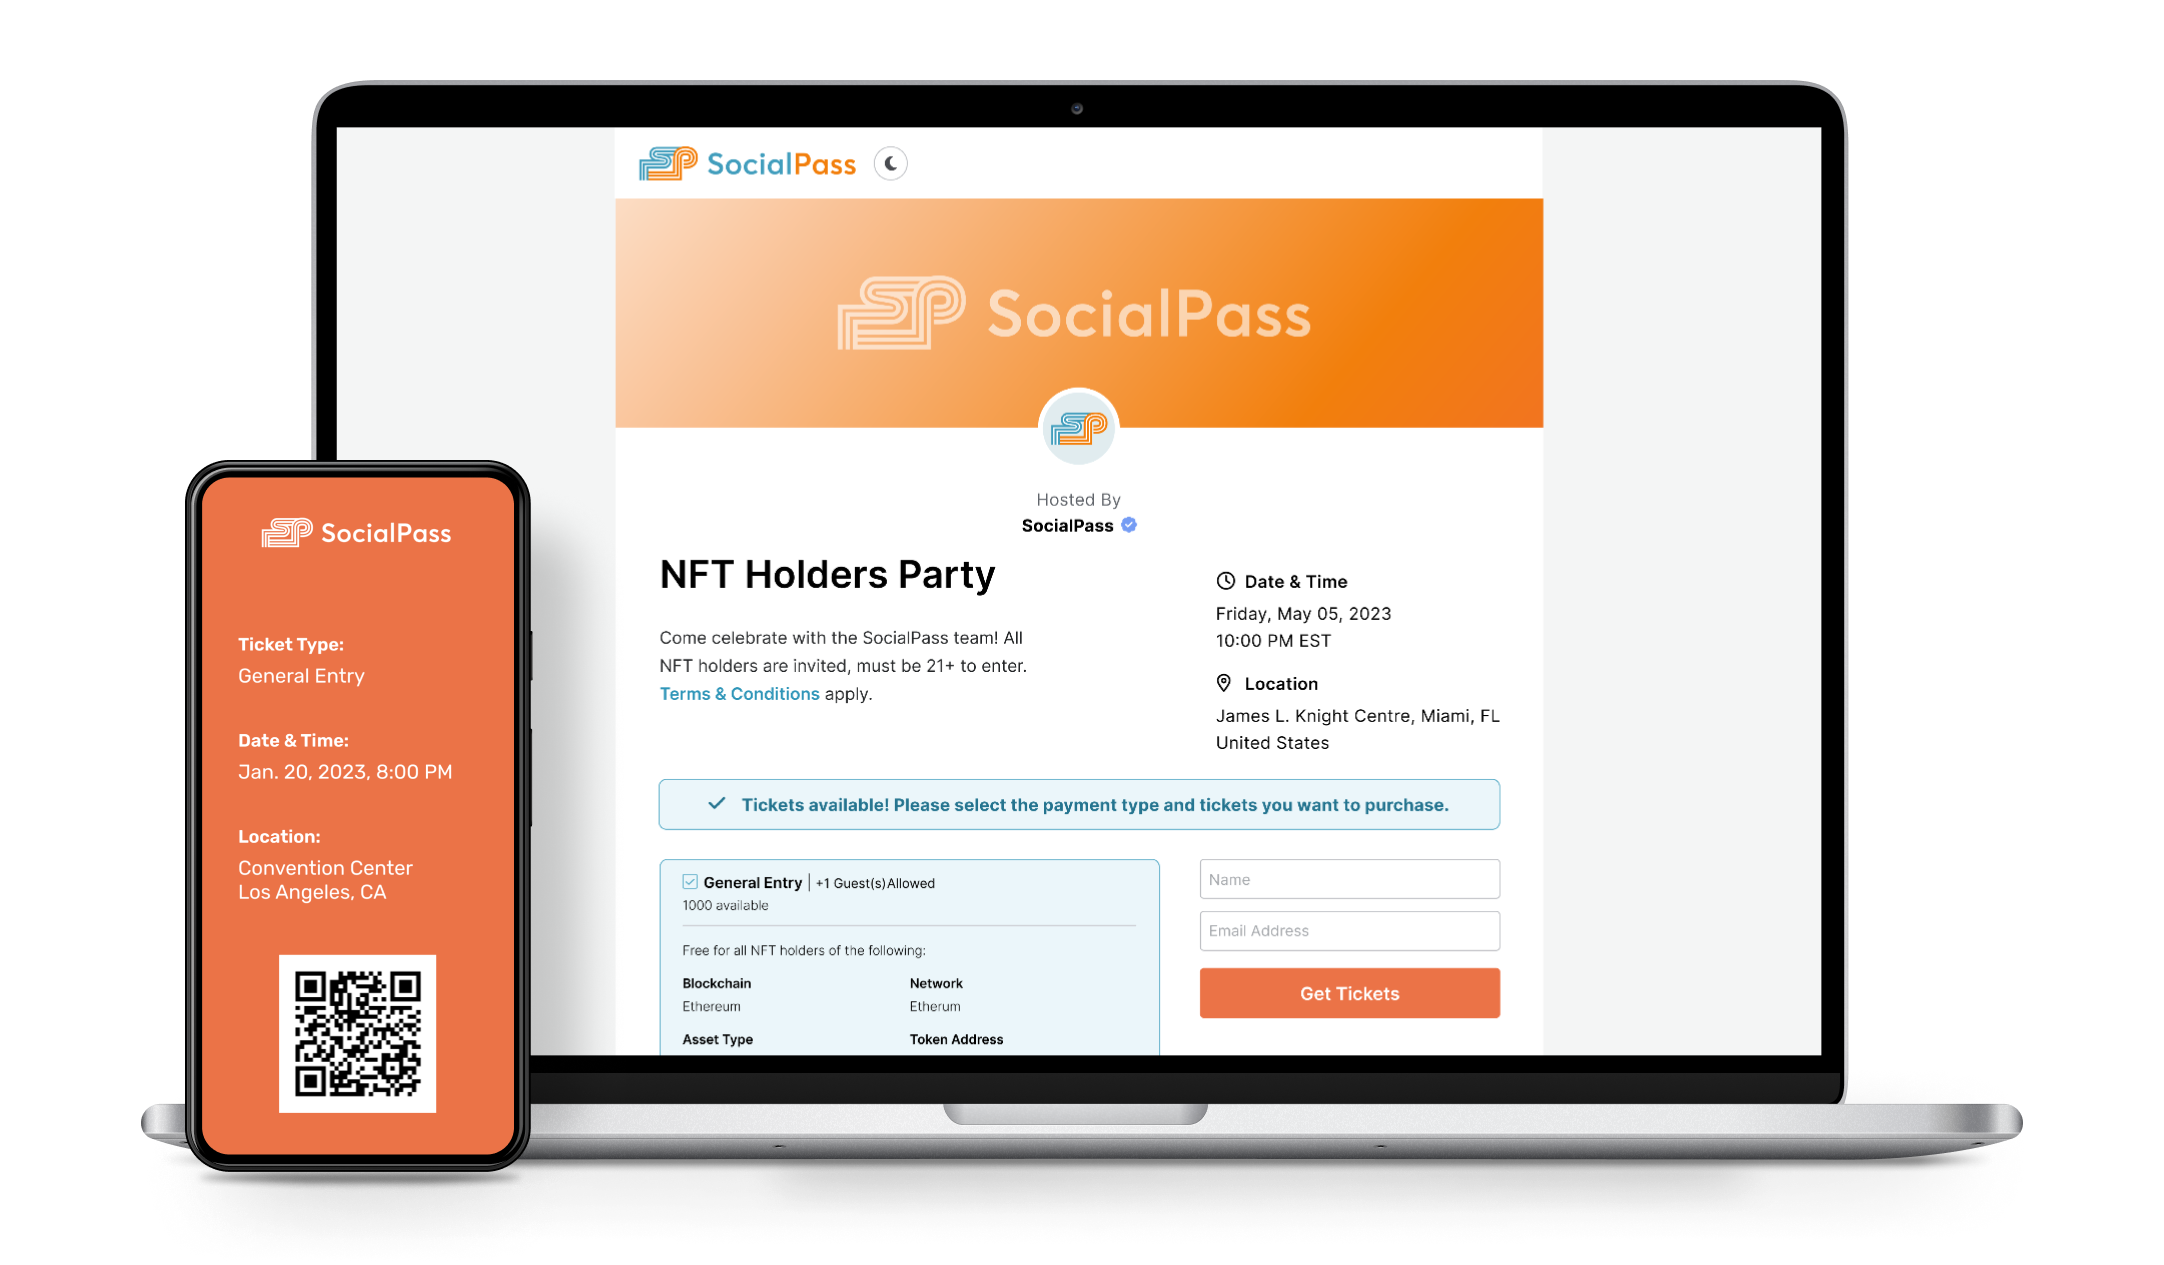 SocialPass
SocialPass
Hosted By
SocialPass
NFT Holders Party
Come celebrate with the SocialPass team! All
NFT holders are invited, must be 21+ to enter.
Terms & Conditions apply.
Date & Time
Friday, May 05, 2023
10:00 PM EST
Location
James L. Knight Centre, Miami, FL
United States
Tickets available! Please select the payment type and tickets you want to purchase.
General Entry | +1 Guest(s)Allowed
1000 available
Free for all NFT holders of the following:
Blockchain
Ethereum
Network
Etherum
Asset Type
Token Address
Name
Email Address
Get Tickets
SocialPass
Ticket Type:
General Entry
Date & Time:
Jan. 20, 2023, 8:00 PM
Location:
Convention Center
Los Angeles, CA